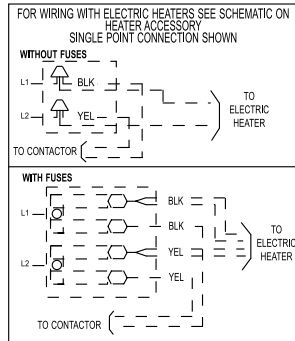 FOR WIRING WITH ELECTRIC HEATERS SEE SCHEMATIC ON
HEATER ACCESSORY
SINGLE POINT CONNECTION SHOWN
WITHOUT FUSES
L1
BLK
L2
YEL
TO CONTACTOR
TO
ELECTRIC
HEATER
WITH FUSES
L1
BLK
BLK
L2
YEL
YEL
TO
ELECTRIC
HEATER
TO CONTACTOR